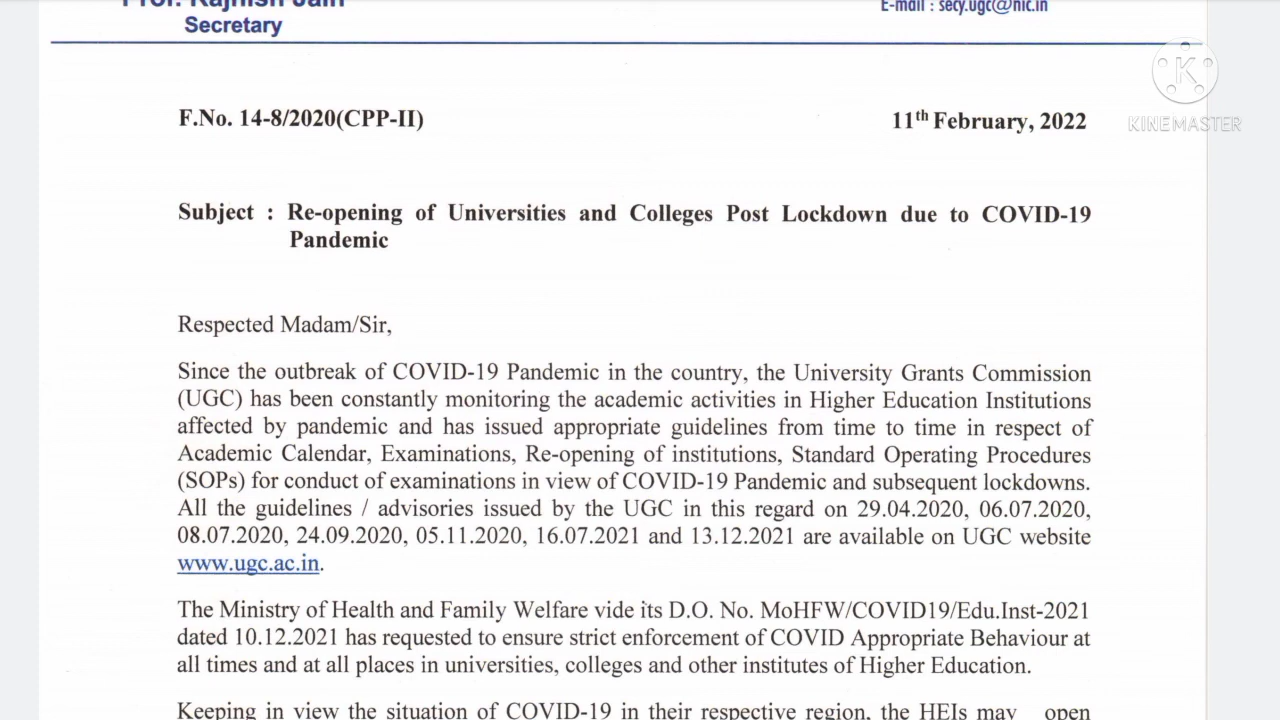 Prof. Rajnish Jain
Secretary
E-mail : secy.ugc@nic.in
F.No. 14-8/2020(CPP-II)
11th February, 2022
K
KINEMASTER
Subject : Re-opening of Universities and Colleges Post Lockdown due to COVID-19
Pandemic
Respected Madam/Sir,
Since the outbreak of COVID-19 Pandemic in the country, the University Grants Commission
(UGC) has been constantly monitoring the academic activities in Higher Education Institutions
affected by pandemic and has issued appropriate guidelines from time to time in respect of
Academic Calendar, Examinations, Re-opening of institutions, Standard Operating Procedures
(SOPs) for conduct of examinations in view of COVID-19 Pandemic and subsequent lockdowns.
All the guidelines / advisories issued by the UGC in this regard on 29.04.2020, 06.07.2020,
08.07.2020, 24.09.2020, 05.11.2020, 16.07.2021 and 13.12.2021 are available on UGC website
www.ugc.ac.in.
The Ministry of Health and Family Welfare vide its D.O. No. MoHFW/COVID19/Edu.Inst-2021
dated 10.12.2021 has requested to ensure strict enforcement of COVID Appropriate Behaviour at
all times and at all places in universities, colleges and other institutes of Higher Education.
Keeping in view the situation of COVID-19 in their respective region, the HEIs may open